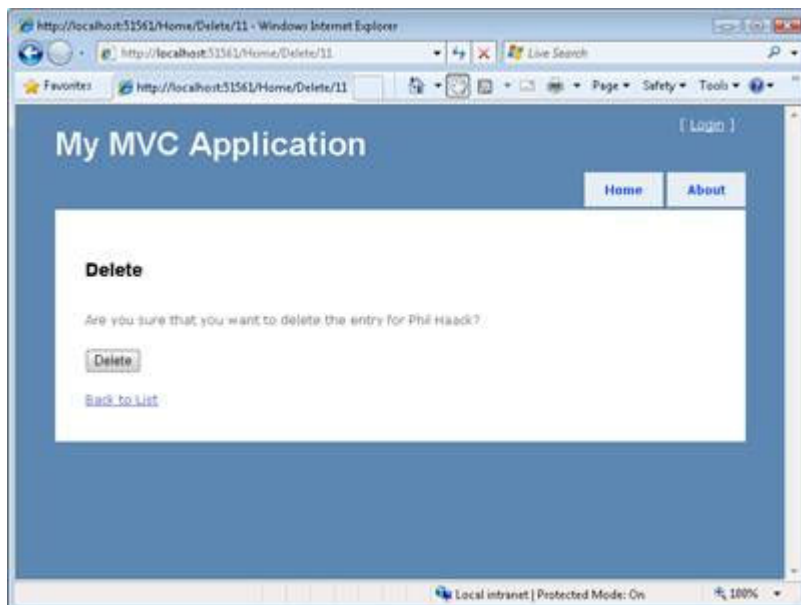 http://localhost:51561/Home/Delete/11 - Windows Internet Explorer
http://localhost:51561/Home/Delete/11
Live Search
Favorites
http://localhost:51561/Home/Delete/11
Page
Safety
Tools
[ Login ]
My MVC Application
Home
About
Delete
Are you sure that you want to delete the entry for Phil Haack?
Delete
Back to List
Local intranet | Protected Mode: On
100%